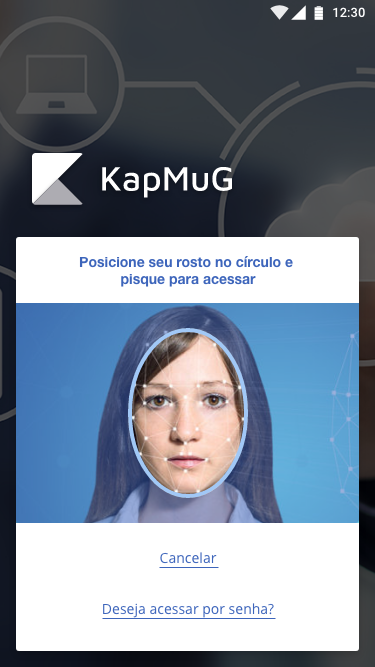 12:30
KapMuG
Posicione seu rosto no círculo e
pisque para acessar
Cancelar
Deseja acessar por senha?